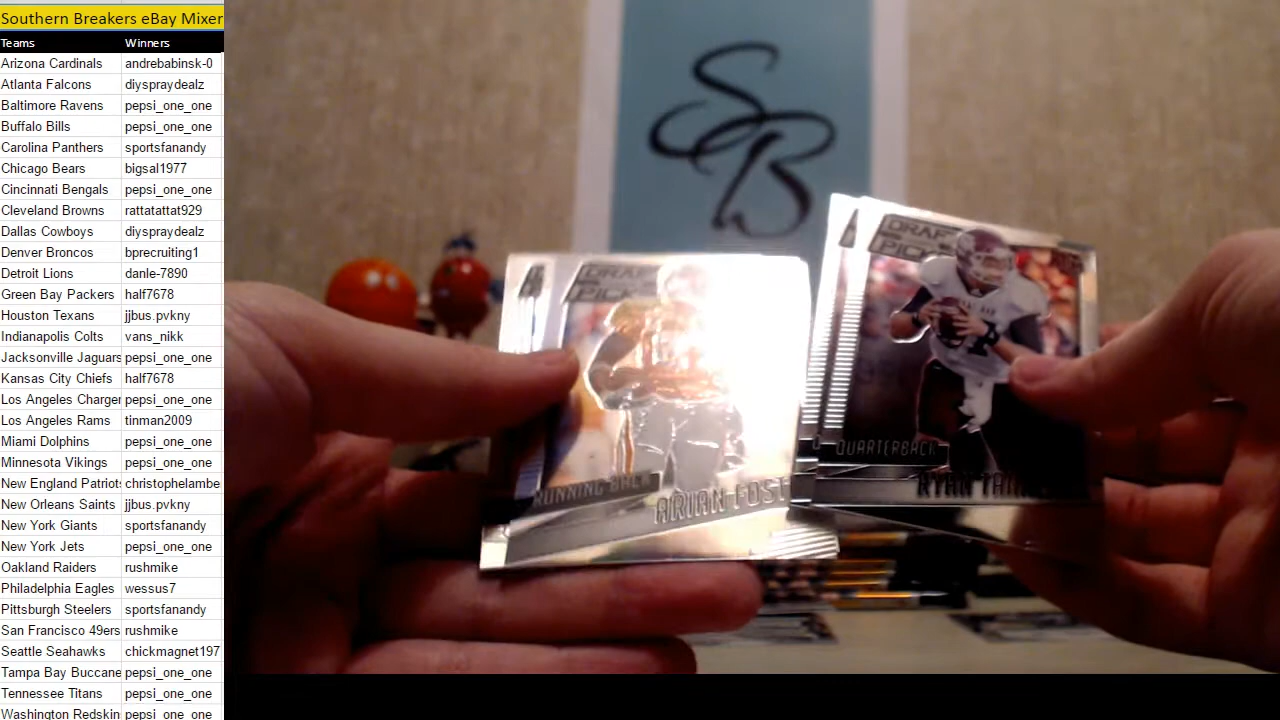 Southern Breakers eBay Mixer
Teams Winners
Arizona Cardinals andrebabinsk-0
Atlanta Falcons diyspraydealz
Baltimore Ravens pepsi_one_one
Buffalo Bills pepsi_one_one
Carolina Panthers sportsfanandy
Chicago Bears bigsal1977
Cincinnati Bengals pepsi_one_one
Cleveland Browns rattatattat929
Dallas Cowboys diyspraydealz
Denver Broncos bprecruiting1
Detroit Lions danle-7890
Green Bay Packers half7678
Houston Texans jjbus.pvkny
Indianapolis Colts vans_nikk
Jacksonville Jaguars pepsi_one_one
Kansas City Chiefs half7678
Los Angeles Charger pepsi_one_one
Los Angeles Rams tinman2009
Miami Dolphins pepsi_one_one
Minnesota Vikings pepsi_one_one
New England Patriots christophelambe
New Orleans Saints jjbus.pvkny
New York Giants sportsfanandy
New York Jets pepsi_one_one
Oakland Raiders rushmike
Philadelphia Eagles wessus7
Pittsburgh Steelers sportsfanandy
San Francisco 49ers rushmike
Seattle Seahawks chickmagnet197
Tampa Bay Buccane pepsi_one_one
Tennessee Titans pepsi_one_one
Washington Redskin pepsi_one_one
SB
DRAFT
PICKS
RUNNING BACK
ARIAN FOST
DRAFT
PICKS
QUARTERBACK
RYAN TAN